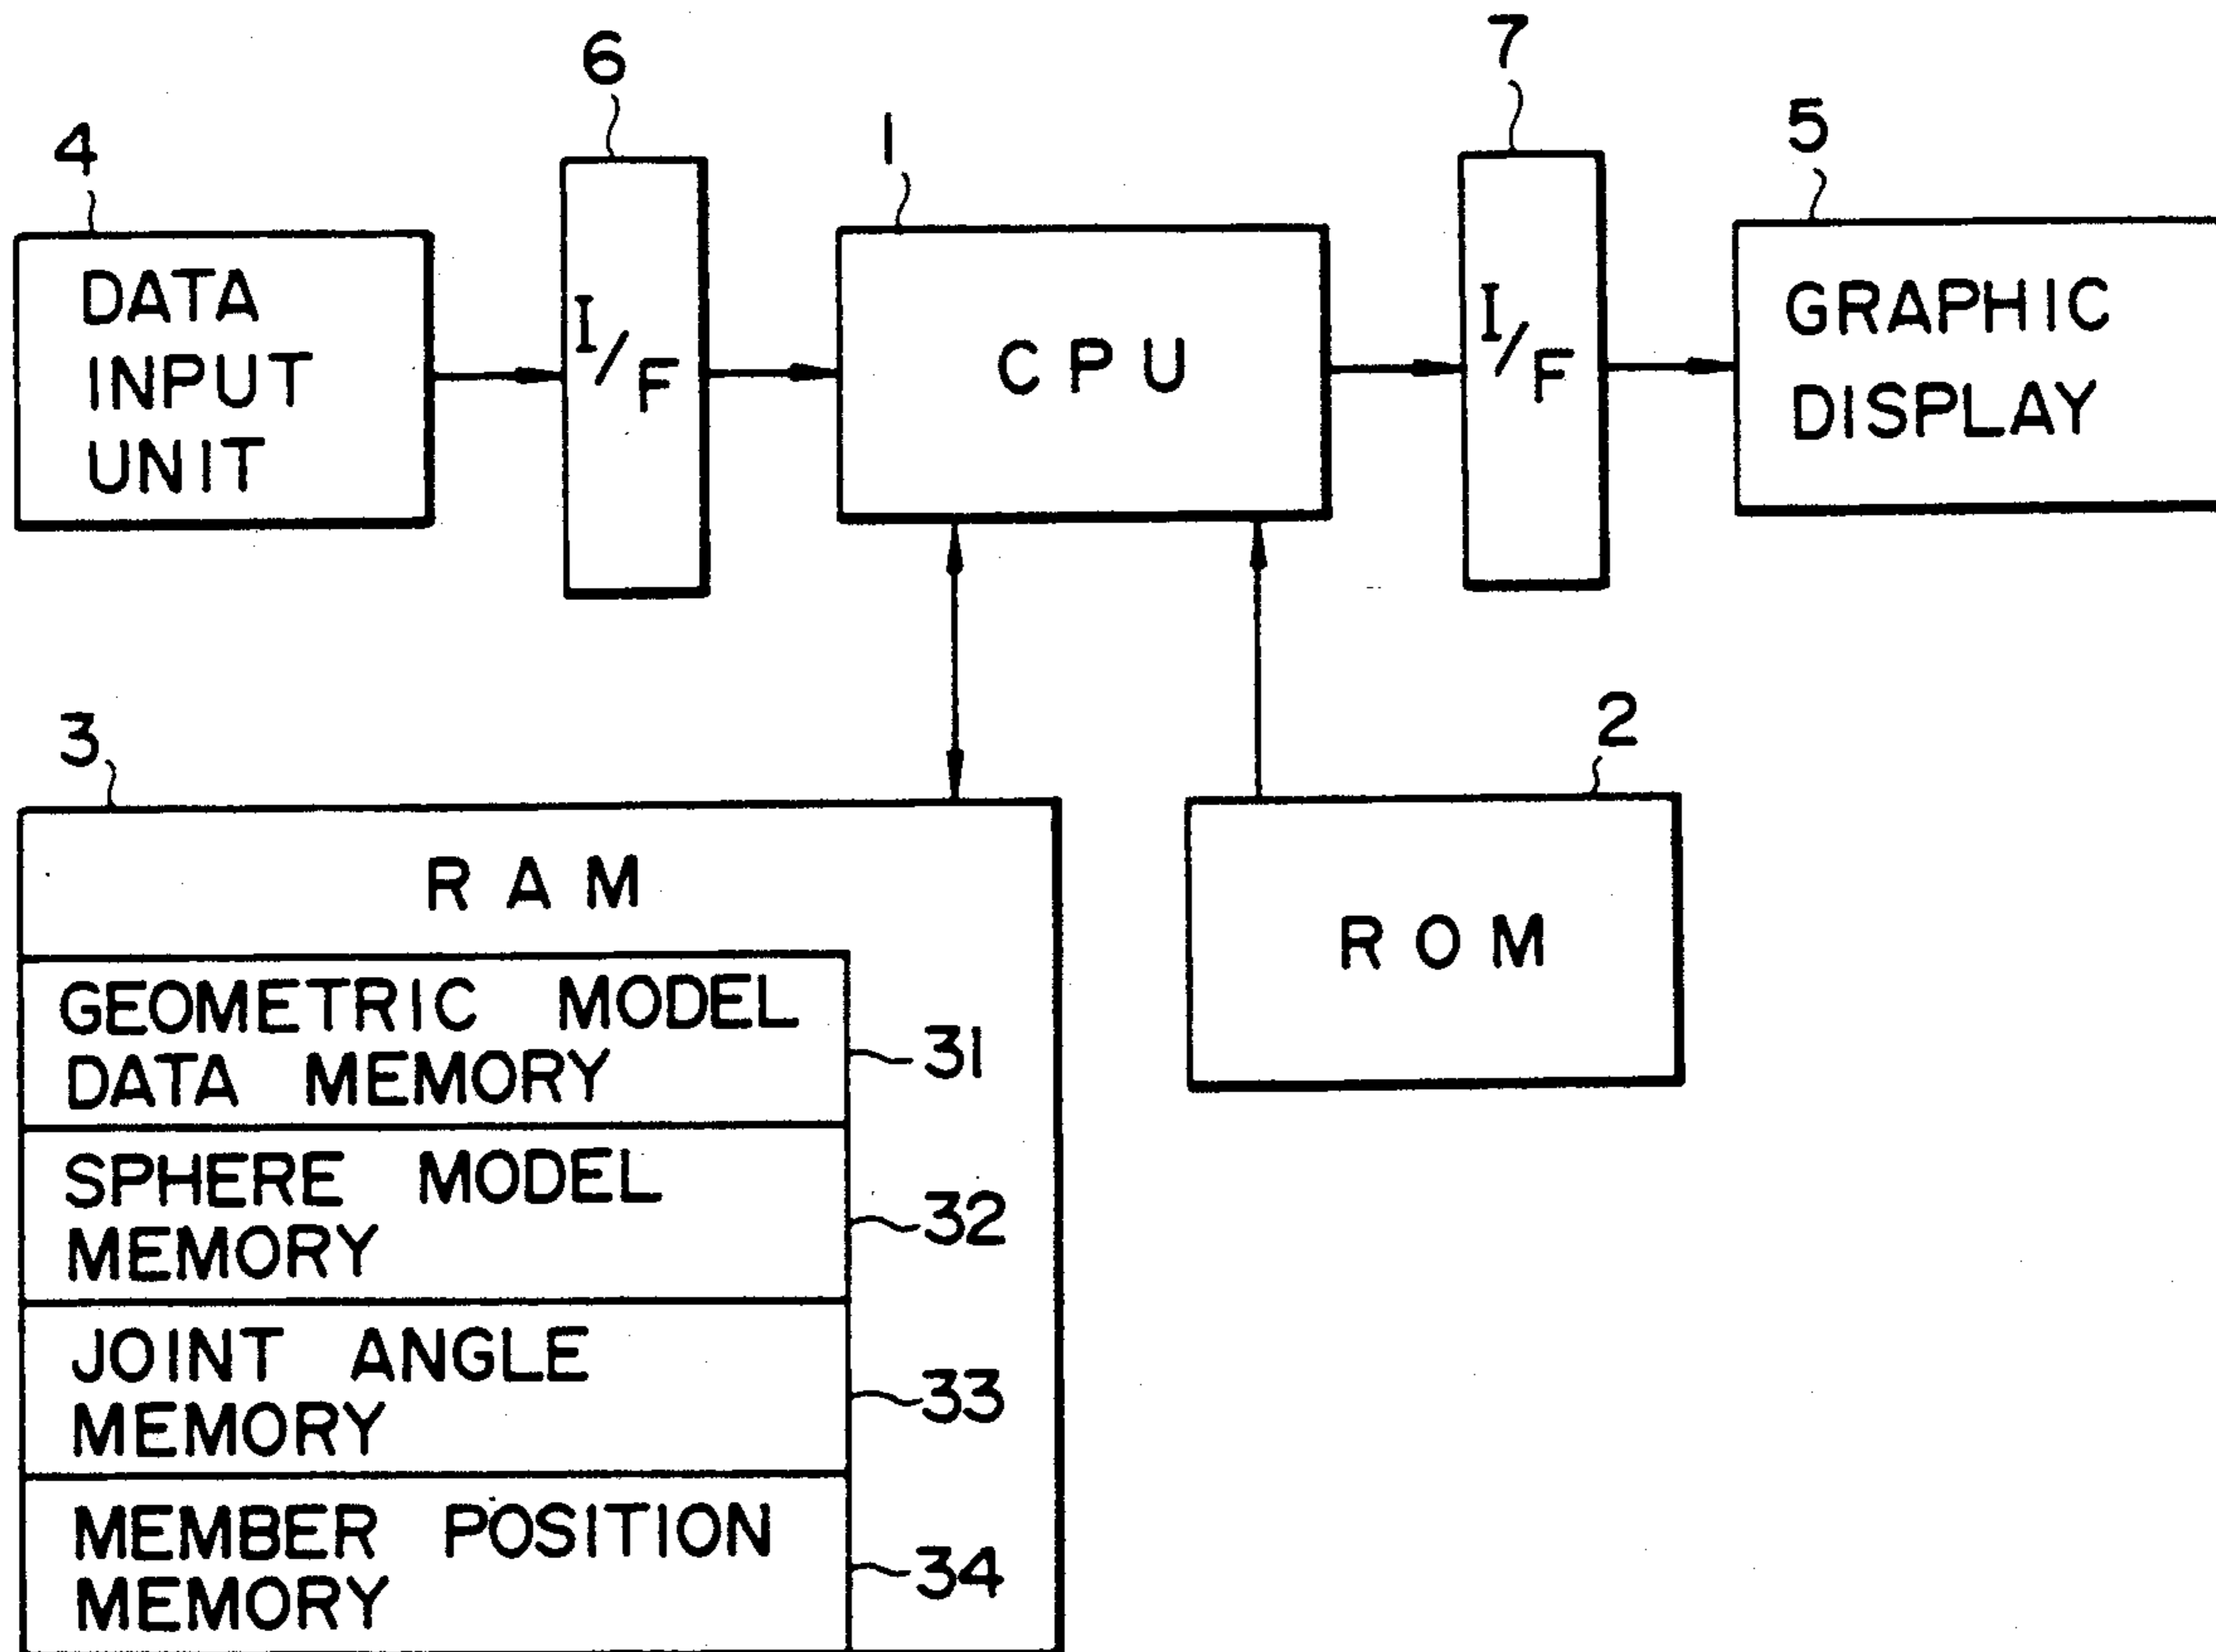 6
7
4
1
5
DATA
INPUT
UNIT
I/F
CPU
I/F
GRAPHIC
DISPLAY
3
2
RAM
ROM
GEOMETRIC MODEL
DATA MEMORY
31
SPHERE MODEL
MEMORY
32
JOINT ANGLE
MEMORY
33
MEMBER POSITION
MEMORY
34